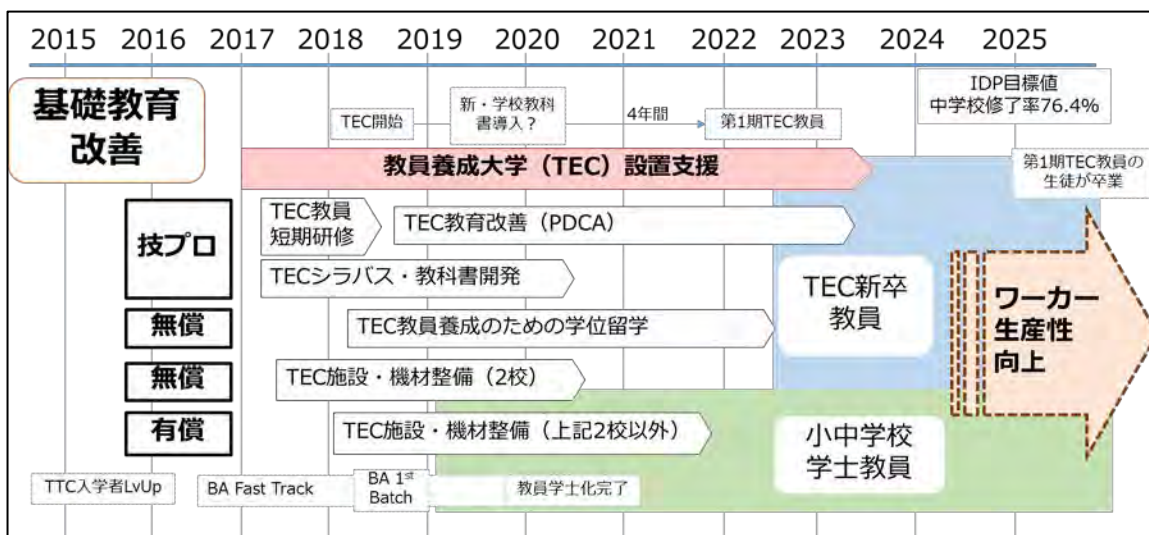 2015 2016 2017 2018 2019 2020 2021 2022 2023 2024 2025
基礎教育
改善
IDP目標値
中学校修了率76.4%
TEC開始
新・学校教科
書導入？
4年間
第1期TEC教員
教員養成大学（TEC）設置支援
第1期TEC教員の
生徒が卒業
技プロ
TEC教員
短期研修
TEC教育改善（PDCA）
TECシラバス・教科書開発
無償
TEC教員養成のための学位留学
無償
TEC施設・機材整備（2校）
有償
TEC施設・機材整備（上記2校以外）
TEC新卒
教員
小中学校
学士教員
ワーカー
生産性
向上
TTC入学者LvUp
BA Fast Track
BA 1st
Batch
教員学士化完了